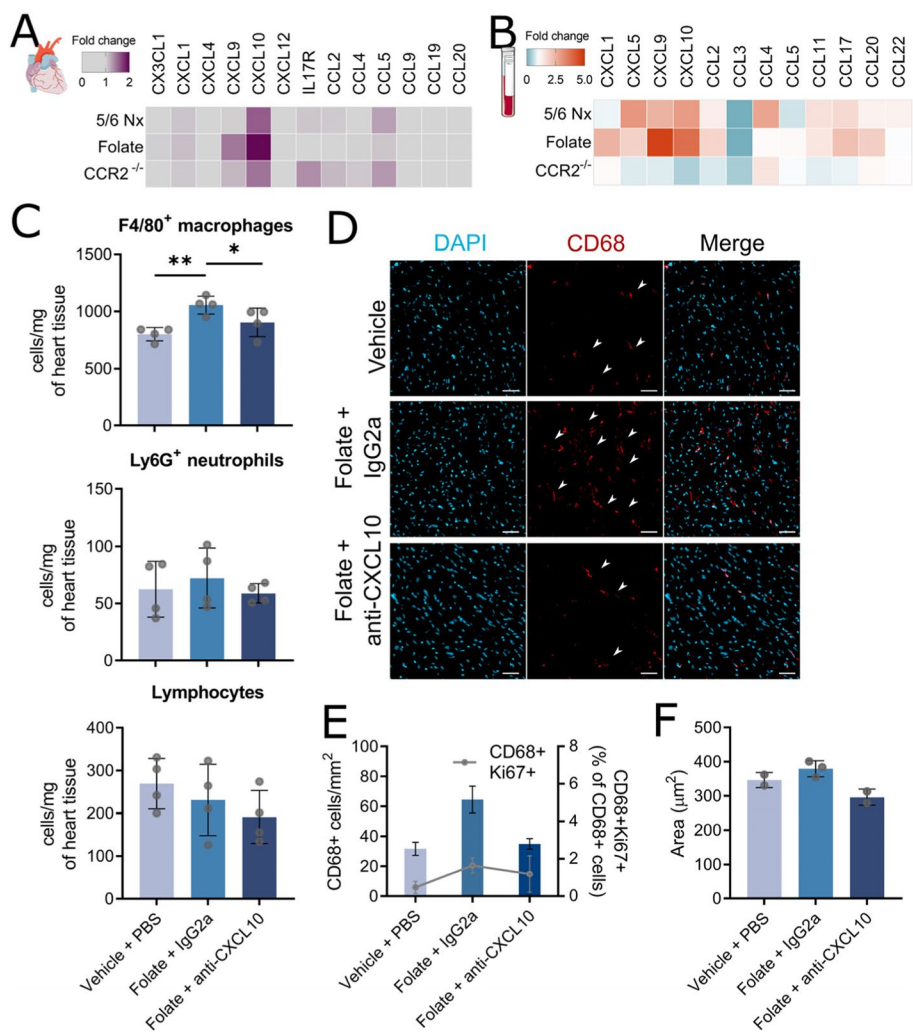 A
Fold change
0 1 2
CX3CL1
CXCL1
CXCL4
CXCL9
CXCL10
CXCL12
IL17R
CCL2
CCL4
CCL5
CCL9
CCL19
CCL20
5/6 Nx
Folate
CCR2-/-
B
Fold change
0 2.5 5.0
CXCL1
CXCL5
CXCL9
CXCL10
CCL2
CCL3
CCL4
CCL5
CCL11
CCL17
CCL20
CCL22
5/6 Nx
Folate
CCR2-/-
C
F4/80+ macrophages
cells/mg
of heart tissue
1500
1000
500
0
** *
Ly6G+ neutrophils
cells/mg
of heart tissue
150
100
50
0
Lymphocytes
cells/mg
of heart tissue
400
300
200
100
0
Vehicle + PBS
Folate + IgG2a
Folate + anti-CXCL10
D
DAPI CD68 Merge
Vehicle
Folate +
IgG2a
Folate +
anti-CXCL10
E
CD68+ cells/mm2
100
80
60
40
20
0
CD68+
Ki67+
8
6
4
2
0
CD68+Ki67+
(% of CD68+ cells)
Vehicle + PBS
Folate + IgG2a
Folate + anti-CXCL10
F
Area (μm2)
500
400
300
200
100
0
Vehicle + PBS
Folate + IgG2a
Folate + anti-CXCL10